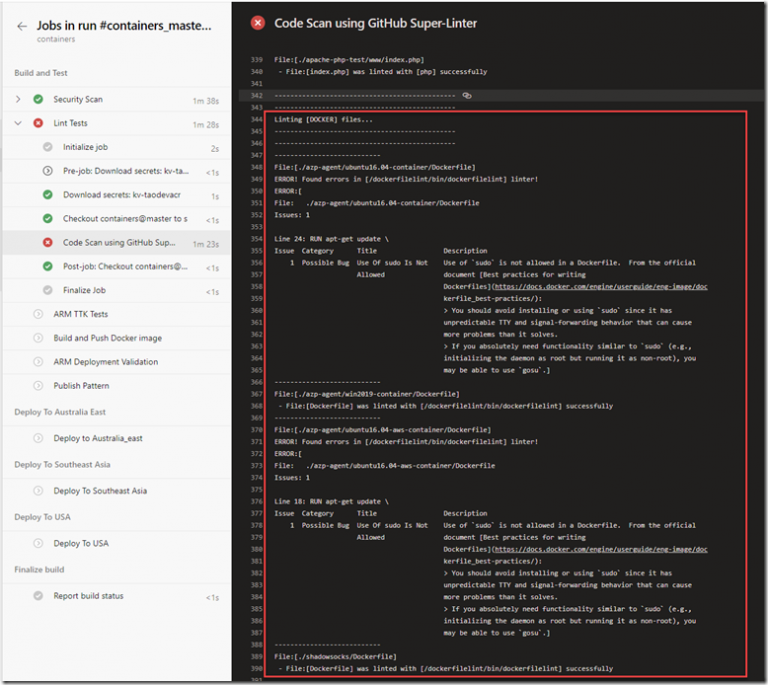 Jobs in run #containers_maste...
containers
Build and Test
Security Scan 1m 38s
Lint Tests 1m 28s
Initialize job 2s
Pre-job: Download secrets: kv-ta... <1s
Download secrets: kv-taodevacr 1s
Checkout containers@master to s <1s
Code Scan using GitHub Sup... 1m 23s
Post-job: Checkout containers@... <1s
Finalize Job <1s
ARM TTK Tests
Build and Push Docker image
ARM Deployment Validation
Publish Pattern
Deploy To Australia East
Deploy to Australia_east
Deploy To Southeast Asia
Deploy To Southeast Asia
Deploy To USA
Deploy To USA
Finalize build
Report build status <1s
Code Scan using GitHub Super-Linter
339 File:[./apache-php-test/www/index.php]
340 - File:[index.php] was linted with [php] successfully
341
342 ----------------------------------------------
343 ----------------------------------------------
344 Linting [DOCKER] files...
345 ----------------------------------------------
346 ----------------------------------------------
347 ---------------------------
348 File:[./azp-agent/ubuntu16.04-container/Dockerfile]
349 ERROR! Found errors in [/dockerfilelint/bin/dockerfilelint] linter!
350 ERROR:[
351 File:   ./azp-agent/ubuntu16.04-container/Dockerfile
352 Issues: 1
353
354 Line 24: RUN apt-get update \
355 Issue  Category      Title                 Description
356     1  Possible Bug  Use Of sudo Is Not    Use of `sudo` is not allowed in a Dockerfile.  From the official
357                      Allowed               document [Best practices for writing
358 Dockerfiles](https://docs.docker.com/engine/userguide/eng-image/doc
359 kerfile_best-practices/):
360 > You should avoid installing or using `sudo` since it has
361 unpredictable TTY and signal-forwarding behavior that can cause
362 more problems than it solves.
363 > If you absolutely need functionality similar to `sudo` (e.g.,
364 initializing the daemon as root but running it as non-root), you
365 may be able to use `gosu`.]
366 ---------------------------
367 File:[./azp-agent/win2019-container/Dockerfile]
368 - File:[Dockerfile] was linted with [/dockerfilelint/bin/dockerfilelint] successfully
369 ---------------------------
370 File:[./azp-agent/ubuntu16.04-aws-container/Dockerfile]
371 ERROR! Found errors in [/dockerfilelint/bin/dockerfilelint] linter!
372 ERROR:[
373 File:   ./azp-agent/ubuntu16.04-aws-container/Dockerfile
374 Issues: 1
375
376 Line 18: RUN apt-get update \
377 Issue  Category      Title                 Description
378     1  Possible Bug  Use Of sudo Is Not    Use of `sudo` is not allowed in a Dockerfile.  From the official
379                      Allowed               document [Best practices for writing
380 Dockerfiles](https://docs.docker.com/engine/userguide/eng-image/doc
381 kerfile_best-practices/):
382 > You should avoid installing or using `sudo` since it has
383 unpredictable TTY and signal-forwarding behavior that can cause
384 more problems than it solves.
385 > If you absolutely need functionality similar to `sudo` (e.g.,
386 initializing the daemon as root but running it as non-root), you
387 may be able to use `gosu`.]
388 ---------------------------
389 File:[./shadowsocks/Dockerfile]
390 - File:[Dockerfile] was linted with [/dockerfilelint/bin/dockerfilelint] successfully
391